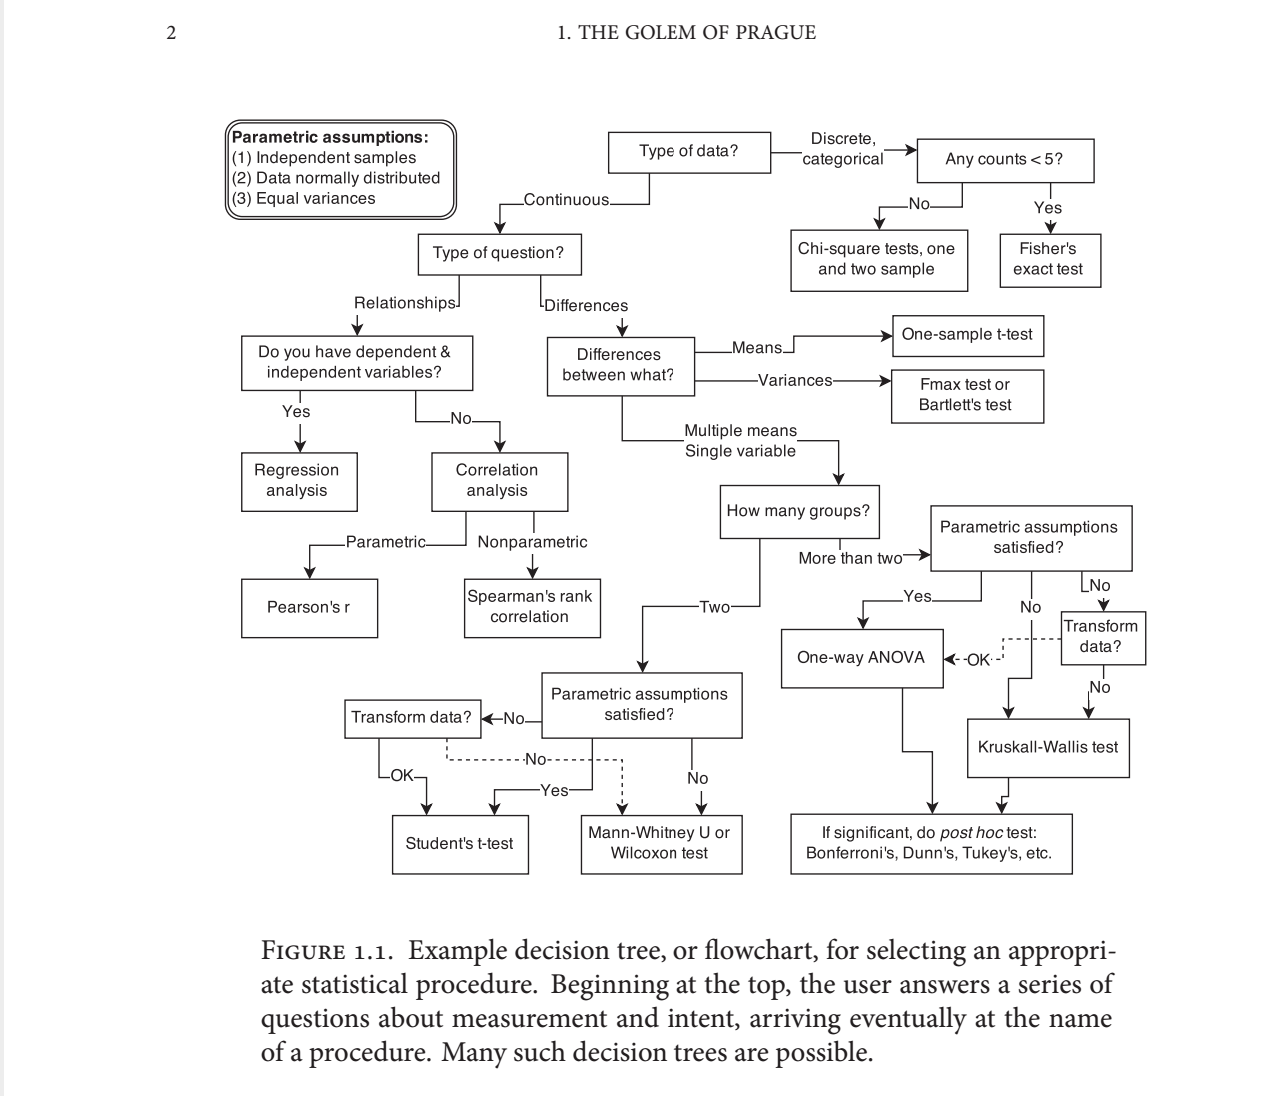 2
1. THE GOLEM OF PRAGUE
Parametric assumptions:
(1) Independent samples
(2) Data normally distributed
(3) Equal variances
Type of data?
Discrete,
categorical
Any counts < 5?
Continuous
No
Yes
Type of question?
Chi-square tests, one
and two sample
Fisher's
exact test
Relationships
Differences
Do you have dependent &
independent variables?
Differences
between what?
Means
One-sample t-test
Variances
Fmax test or
Bartlett's test
Yes
No
Multiple means
Single variable
Regression
analysis
Correlation
analysis
How many groups?
Parametric assumptions
satisfied?
Parametric
Nonparametric
More than two
Pearson's r
Spearman's rank
correlation
Two
Yes
No
No
Transform
data?
One-way ANOVA
OK
No
Parametric assumptions
satisfied?
Transform data?
No
Kruskall-Wallis test
No
OK
Yes
No
Student's t-test
Mann-Whitney U or
Wilcoxon test
If significant, do post hoc test:
Bonferroni's, Dunn's, Tukey's, etc.
Figure 1.1. Example decision tree, or flowchart, for selecting an appropri-
ate statistical procedure. Beginning at the top, the user answers a series of
questions about measurement and intent, arriving eventually at the name
of a procedure. Many such decision trees are possible.